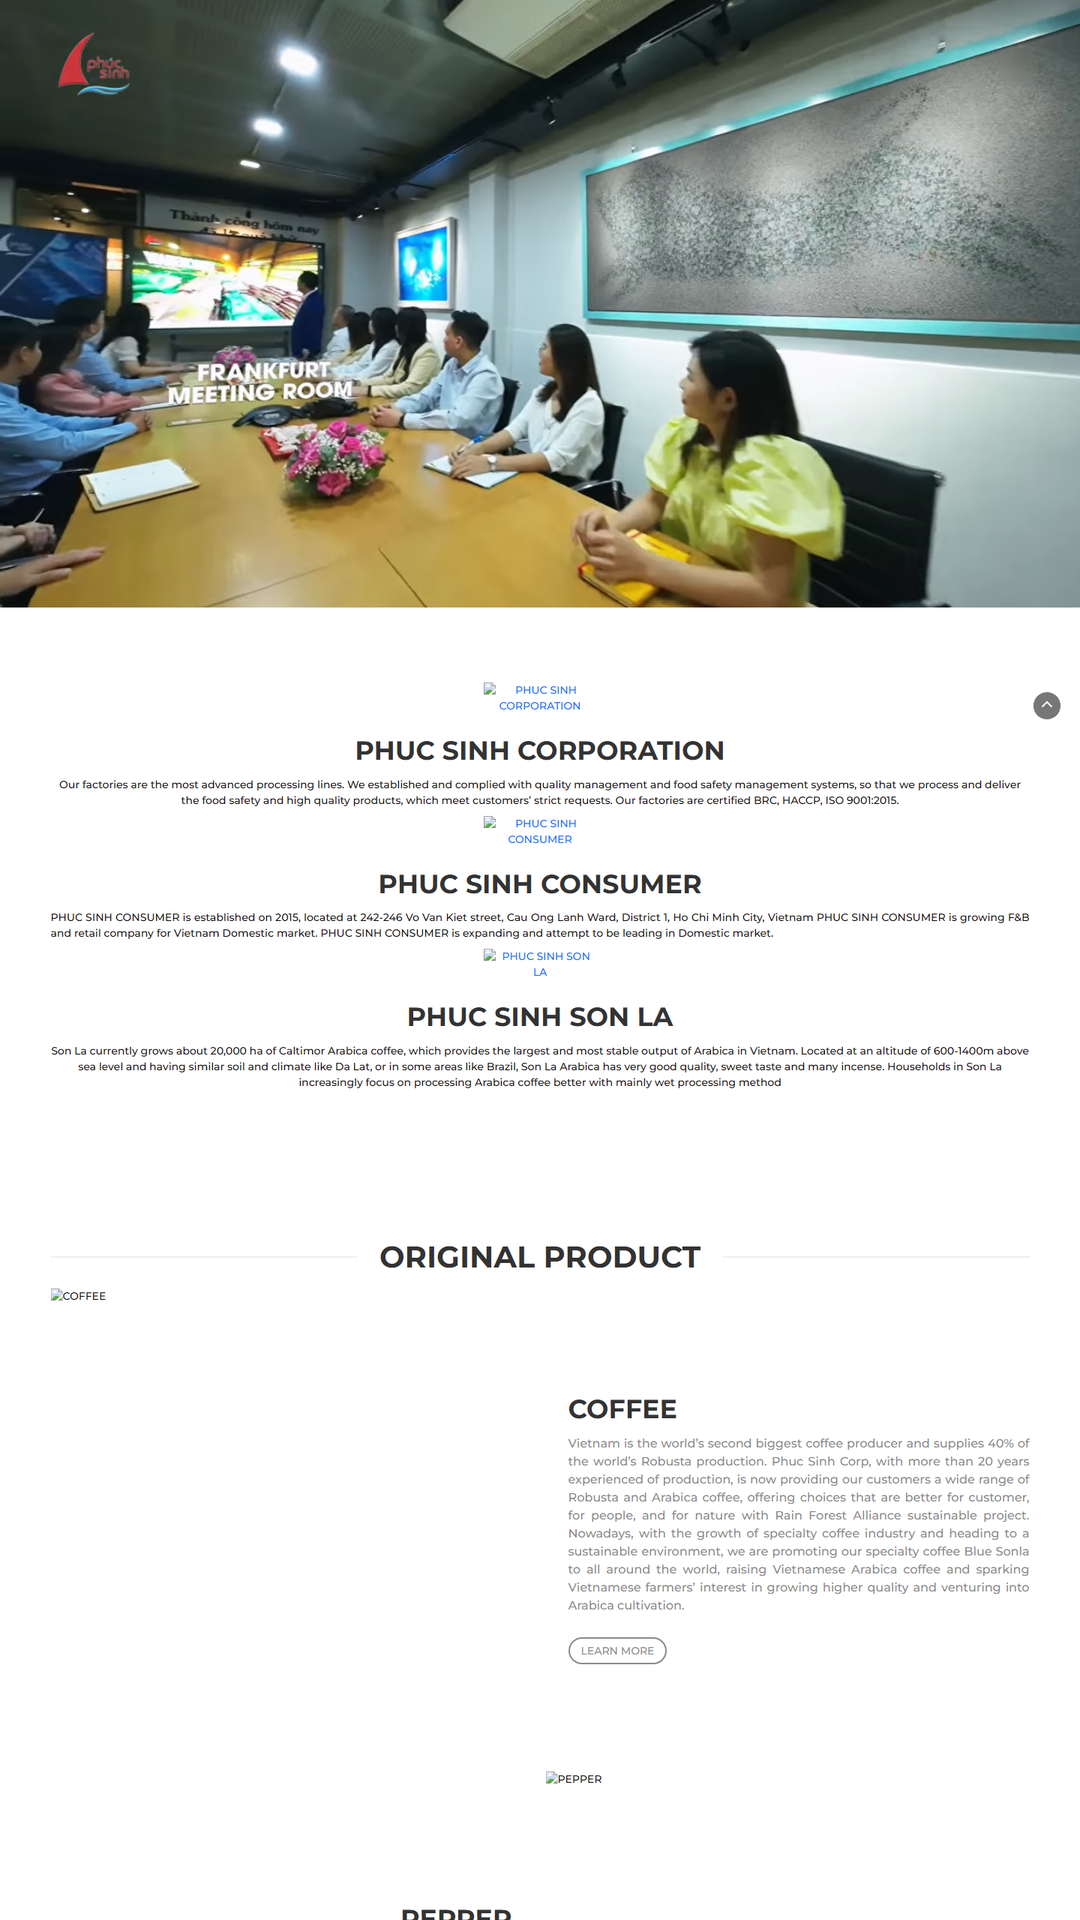 phúc
sinh
Thành công hôm nay
FRANKFURT
MEETING ROOM
PHUC SINH
CORPORATION
PHUC SINH CORPORATION
Our factories are the most advanced processing lines. We established and complied with quality management and food safety management systems, so that we process and deliver
the food safety and high quality products, which meet customers’ strict requests. Our factories are certified BRC, HACCP, ISO 9001:2015.
PHUC SINH
CONSUMER
PHUC SINH CONSUMER
PHUC SINH CONSUMER is established on 2015, located at 242-246 Vo Van Kiet street, Cau Ong Lanh Ward, District 1, Ho Chi Minh City, Vietnam PHUC SINH CONSUMER is growing F&B
and retail company for Vietnam Domestic market. PHUC SINH CONSUMER is expanding and attempt to be leading in Domestic market.
PHUC SINH SON
LA
PHUC SINH SON LA
Son La currently grows about 20,000 ha of Caltimor Arabica coffee, which provides the largest and most stable output of Arabica in Vietnam. Located at an altitude of 600-1400m above
sea level and having similar soil and climate like Da Lat, or in some areas like Brazil, Son La Arabica has very good quality, sweet taste and many incense. Households in Son La
increasingly focus on processing Arabica coffee better with mainly wet processing method
ORIGINAL PRODUCT
COFFEE
COFFEE
Vietnam is the world’s second biggest coffee producer and supplies 40% of
the world’s Robusta production. Phuc Sinh Corp, with more than 20 years
experienced of production, is now providing our customers a wide range of
Robusta and Arabica coffee, offering choices that are better for customer,
for people, and for nature with Rain Forest Alliance sustainable project.
Nowadays, with the growth of specialty coffee industry and heading to a
sustainable environment, we are promoting our specialty coffee Blue Sonla
to all around the world, raising Vietnamese Arabica coffee and sparking
Vietnamese farmers’ interest in growing higher quality and venturing into
Arabica cultivation.
LEARN MORE
PEPPER
PEPPER